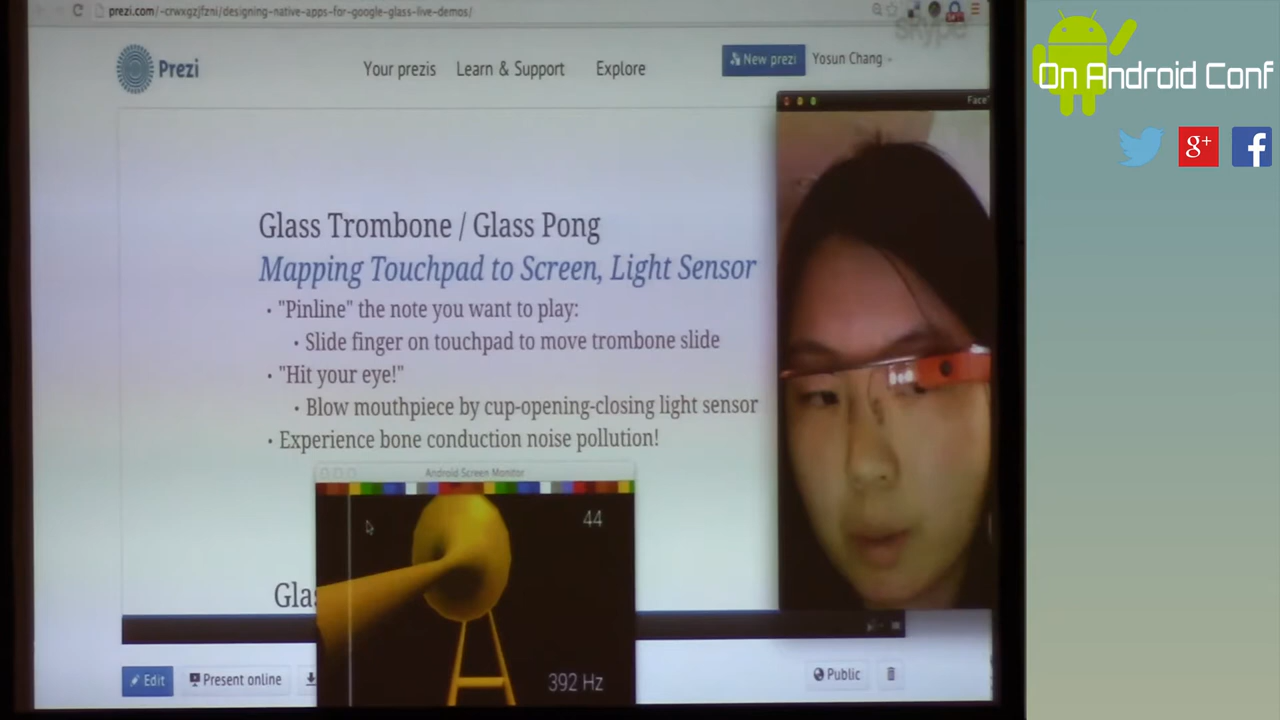 prezi.com/-crwxgzjfzni/designing-native-apps-for-google-glass-live-demos/
skype
Prezi
Your prezis
Learn & Support
Explore
New prezi
Yosun Chang
On Android Conf
g+
f
Face
Glass Trombone / Glass Pong
Mapping Touchpad to Screen, Light Sensor
• "Pinline" the note you want to play:
• Slide finger on touchpad to move trombone slide
• "Hit your eye!"
• Blow mouthpiece by cup-opening-closing light sensor
• Experience bone conduction noise pollution!
Android Screen Monitor
44
Glas
392 Hz
Edit
Present online
Public